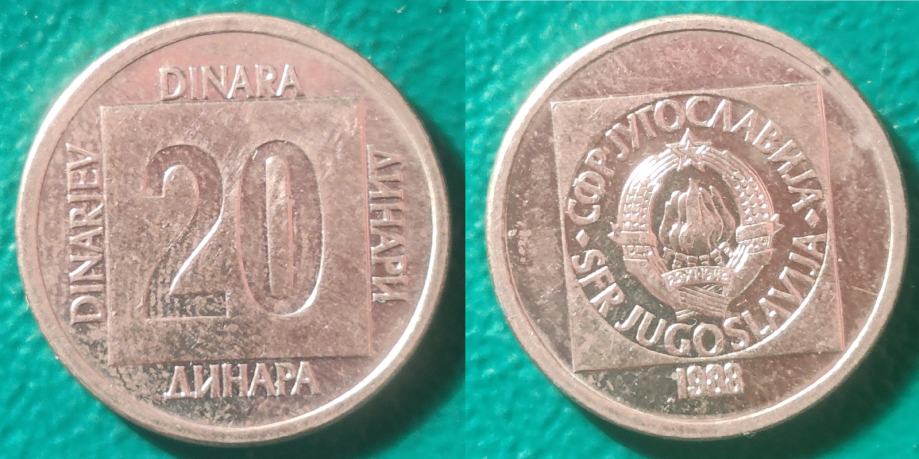 DINARA
DINARJEV
20
ДИНАРИ
ДИНАРА
СФР ЈУГОСЛАВИЈА
SFR JUGOSLAVIJA
1988